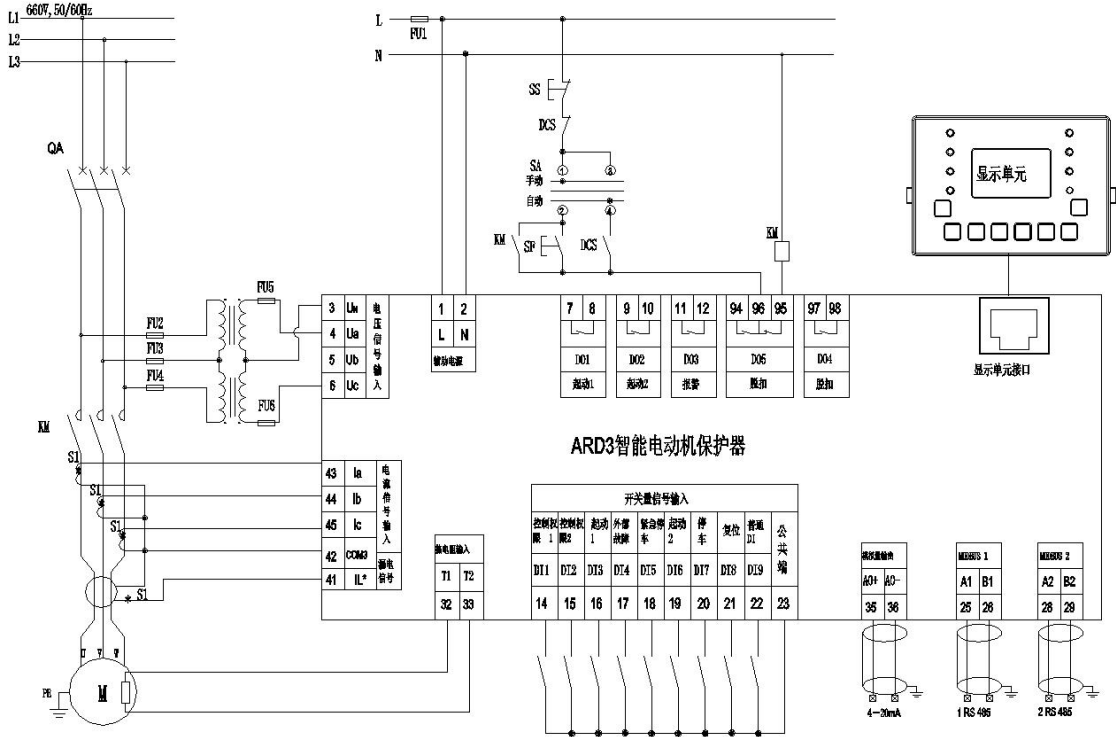 L1 660V,50/60Hz
L2
L3
QA
L
FU1
N
SS
DCS
SA
1 3
手动
自动
2 4
KM SF DCS
KM
显示单元
显示单元接口
FU5
FU2
FU3
FU4
FU6
KM
3 UM
4 Ua
5 Ub
6 Uc
电压信号输入
1 2
L N
辅助电源
7 8
DO1
起动1
9 10
DO2
起动2
11 12
DO3
报警
94 96 95
DO5
脱扣
97 98
DO4
脱扣
ARD3智能电动机保护器
S1
S1
S1
S1
43 Ia
44 Ib
45 Ic
42 COM3
41 IL*
电流信号输入
漏电信号
热电阻输入
T1 T2
32 33
开关量信号输入
控制权限 1 控制权限2 起动1 外部故障 紧急停车 起动2 停车 复位 普通DI 公共端
DI1 DI2 DI3 DI4 DI5 DI6 DI7 DI8 DI9
14 15 16 17 18 19 20 21 22 23
模拟量输出
AO+ AO-
35 36
4-20mA
MODBUS 1
A1 B1
25 26
1 RS 485
MODBUS 2
A2 B2
28 29
2 RS 485
U V W
M
PE